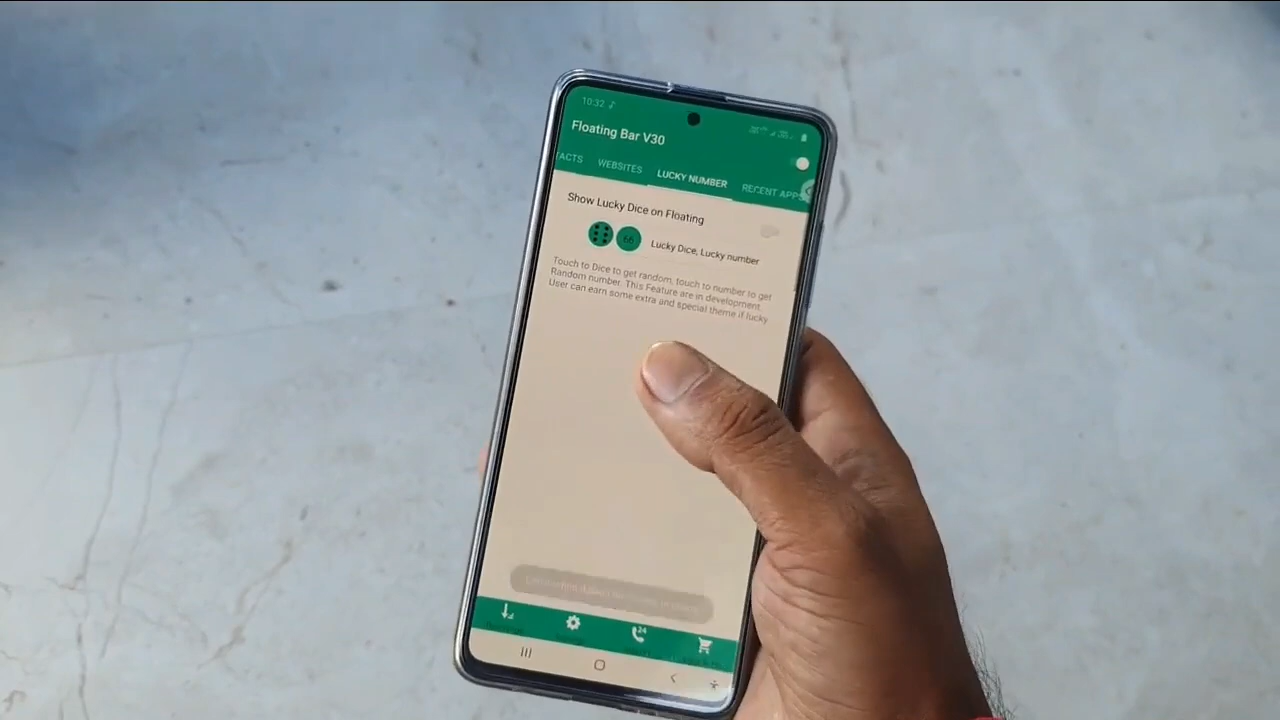 10:32
Floating Bar V30
TACTS WEBSITES LUCKY NUMBER RECENT APPS
Show Lucky Dice on Floating
66 Lucky Dice, Lucky number
Touch to Dice to get random, touch to number to get
Random number. This Feature are in development.
User can earn some extra and special theme if lucky
24